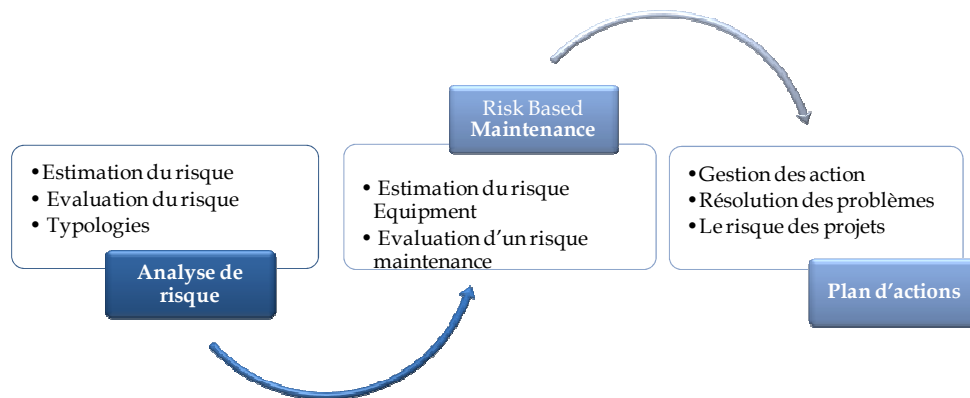 •Estimation du risque
• Evaluation du risque
• Typologies
Analyse de
risque
Risk Based
Maintenance
• Estimation du risque
Equipment
• Evaluation d’un risque
maintenance
•Gestion des action
•Résolution des problèmes
•Le risque des projets
Plan d’actions